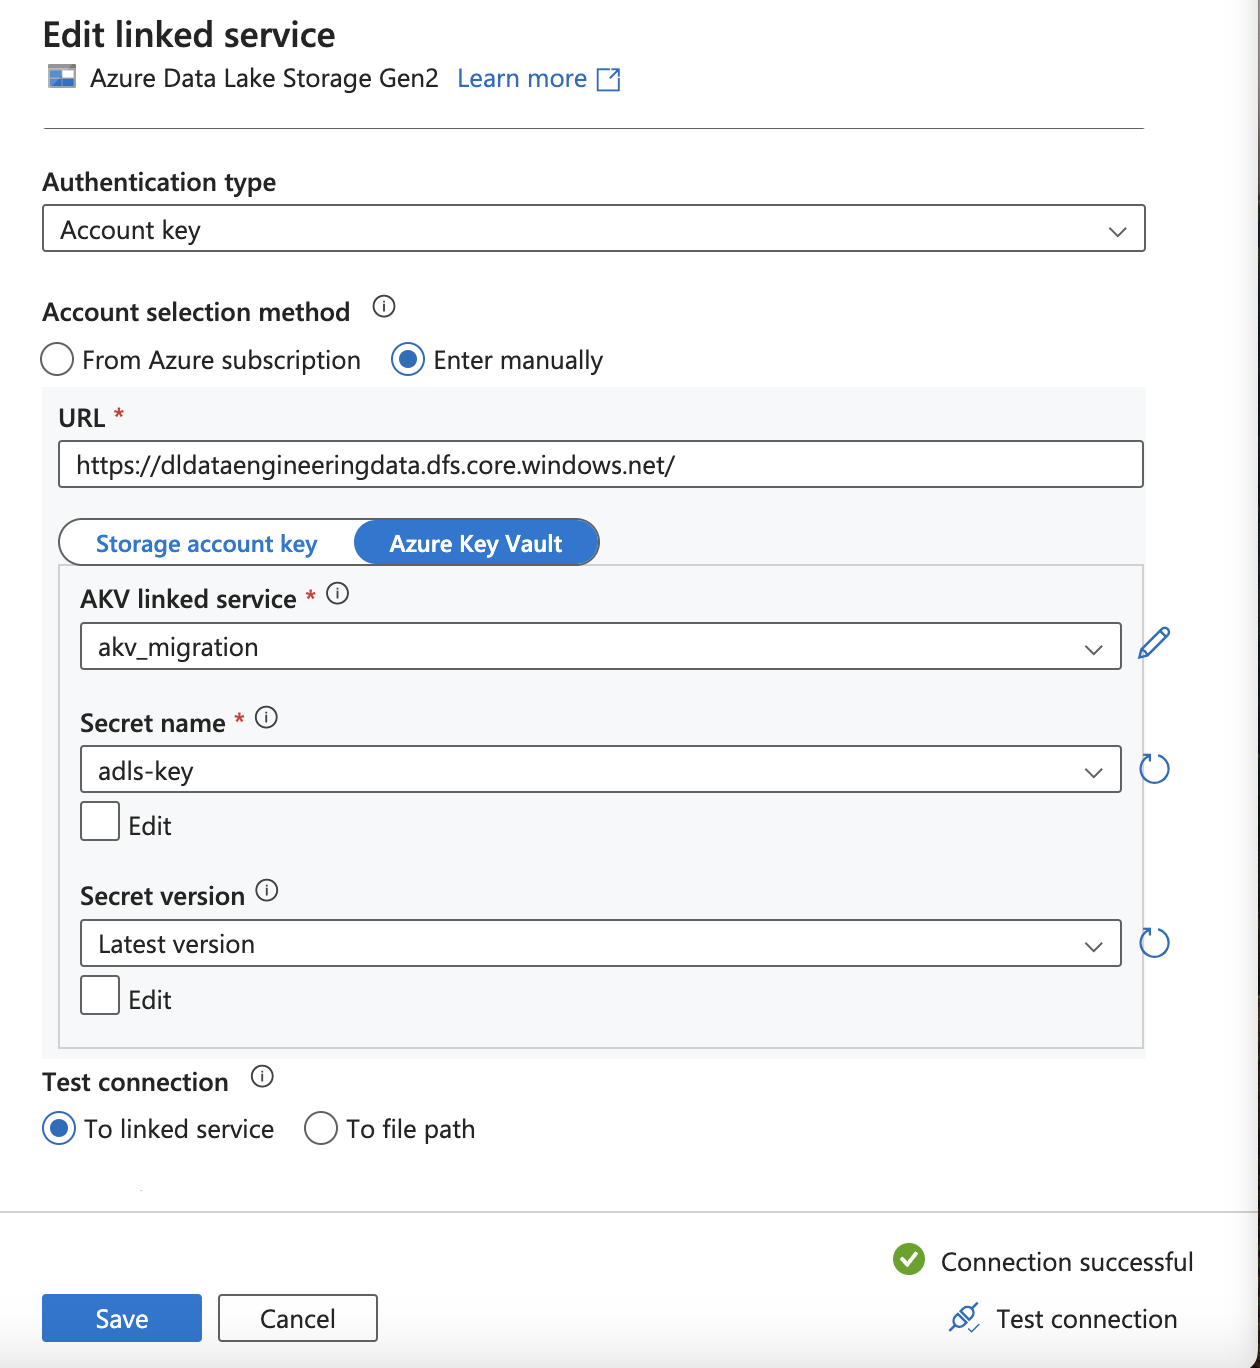 Edit linked service
Azure Data Lake Storage Gen2 Learn more
Authentication type
Account key
Account selection method
From Azure subscription Enter manually
URL *
https://dldataengineeringdata.dfs.core.windows.net/
Storage account key Azure Key Vault
AKV linked service *
akv_migration
Secret name *
adls-key
Edit
Secret version
Latest version
Edit
Test connection
To linked service To file path
Connection successful
Save Cancel Test connection